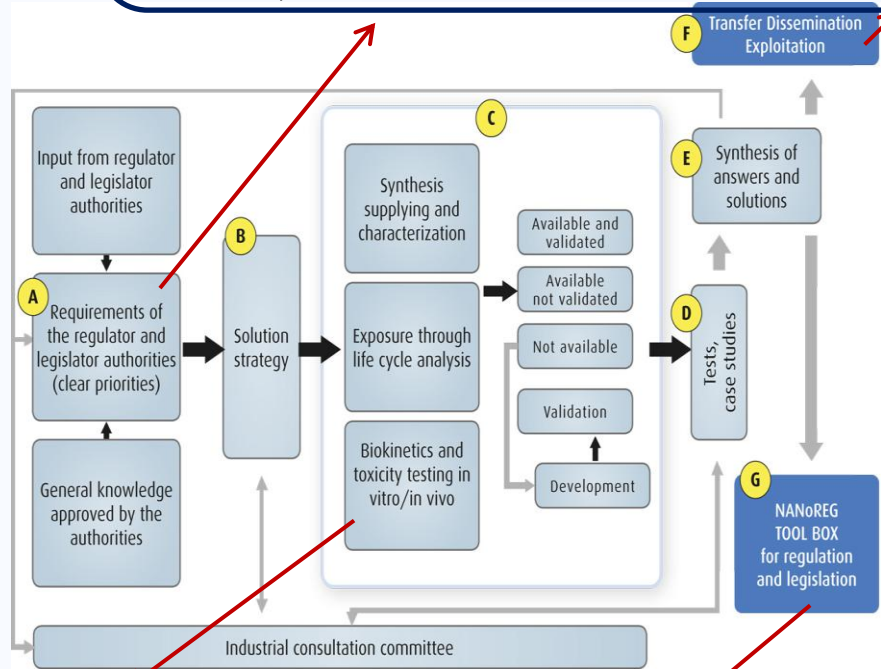 F
Transfer Dissemination
Exploitation
C
Input from regulator
and legislator
authorities
Synthesis
supplying and
characterization
E
Synthesis of
answers and
solutions
B
Available and
validated
A
Requirements of
the regulator and
legislator authorities
(clear priorities)
Solution
strategy
Exposure through
life cycle analysis
Available
not validated
D
Tests,
case studies
Not available
Validation
General knowledge
approved by the
authorities
Biokinetics and
toxicity testing in
vitro/in vivo
Development
G
NANoREG
TOOL BOX
for regulation
and legislation
Industrial consultation committee